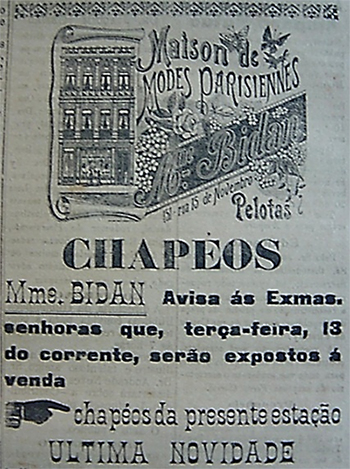 Maison de
MODES PARISIENNES
Mme. Bidan
151 rua 15 de Novembro
Pelotas
CHAPÉOS
Mme. BIDAN Avisa ás Exmas.
senhoras que, terça-feira, 13
do corrente, serão expostos á
venda
chapéos da presente estação
ULTIMA NOVIDADE